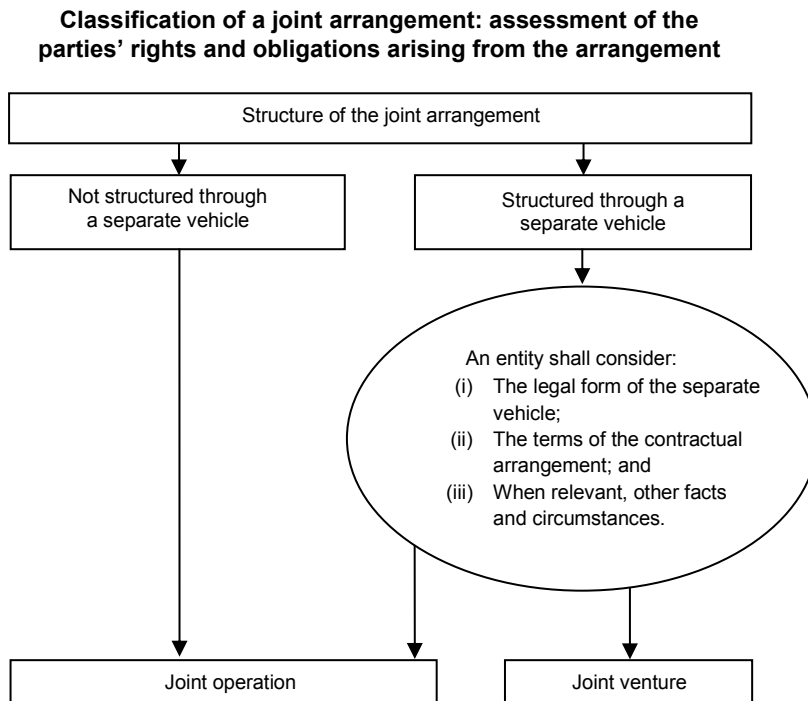 Classification of a joint arrangement: assessment of the
parties’ rights and obligations arising from the arrangement
Structure of the joint arrangement
Not structured through
a separate vehicle
Structured through a
separate vehicle
An entity shall consider:
(i) The legal form of the separate
vehicle;
(ii) The terms of the contractual
arrangement; and
(iii) When relevant, other facts
and circumstances.
Joint operation
Joint venture